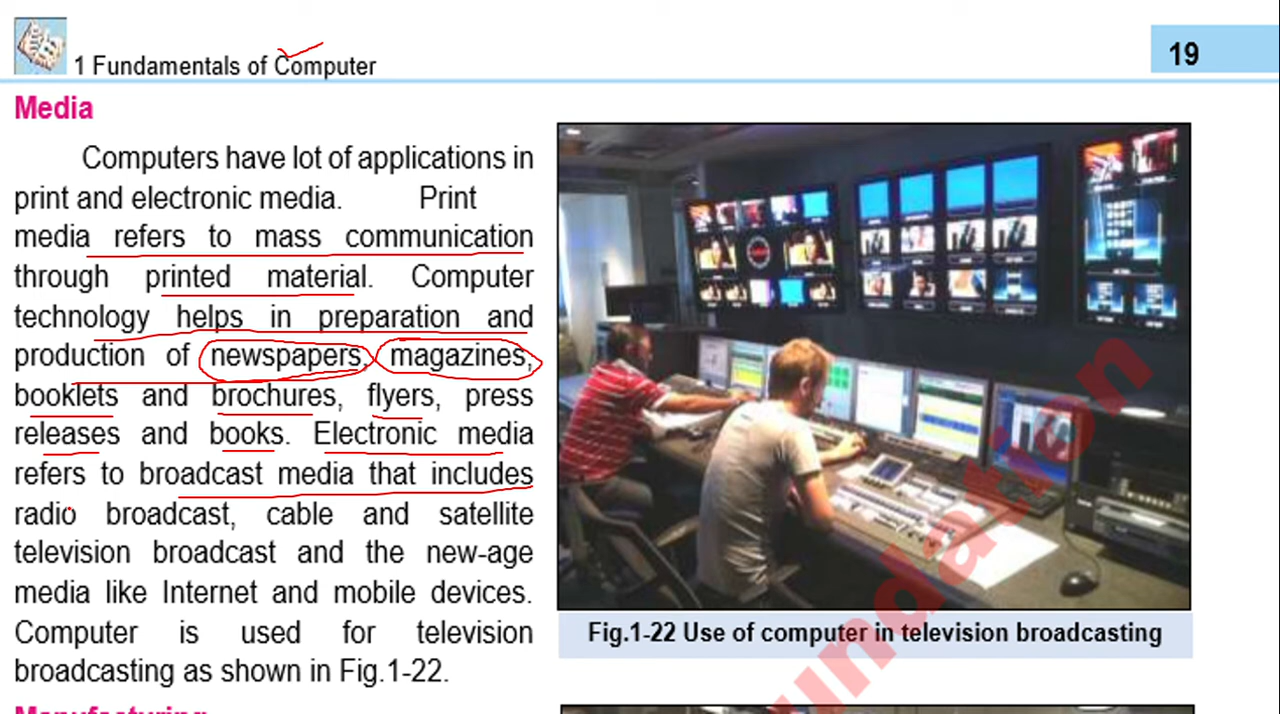 1 Fundamentals of Computer
19
Media
Computers have lot of applications in
print and electronic media. Print
media refers to mass communication
through printed material. Computer
technology helps in preparation and
production of newspapers, magazines,
booklets and brochures, flyers, press
releases and books. Electronic media
refers to broadcast media that includes
radio broadcast, cable and satellite
television broadcast and the new-age
media like Internet and mobile devices.
Computer is used for television
broadcasting as shown in Fig.1-22.
Fig.1-22 Use of computer in television broadcasting
undation
Manufacturing